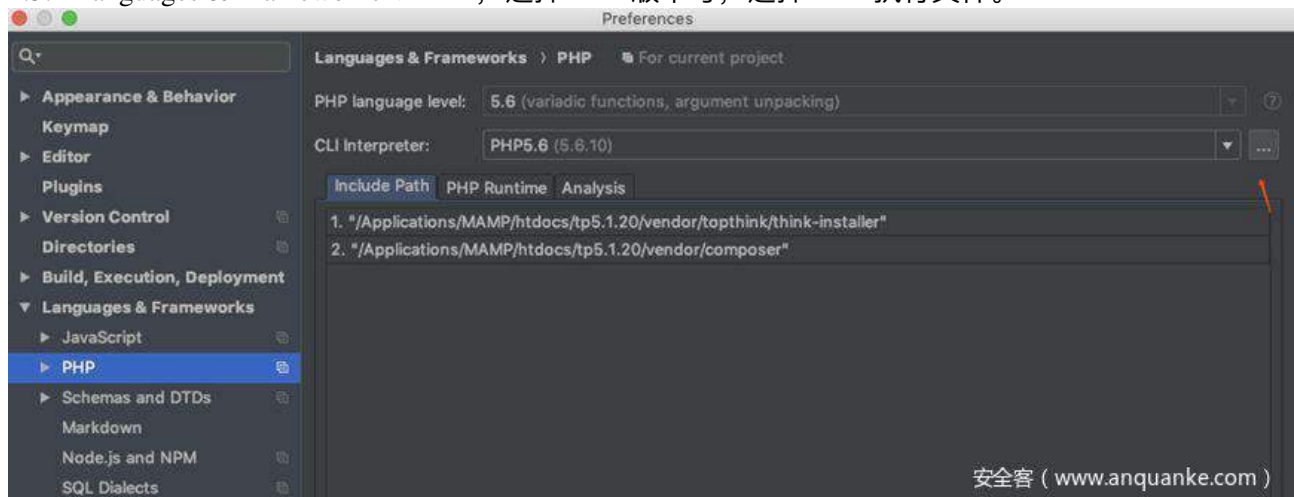 Preferences
Languages & Frameworks › PHP For current project
Appearance & Behavior
Keymap
Editor
Plugins
Version Control
Directories
Build, Execution, Deployment
Languages & Frameworks
JavaScript
PHP
Schemas and DTDs
Markdown
Node.js and NPM
SQL Dialects
PHP language level: 5.6 (variadic functions, argument unpacking) ?
CLI Interpreter: PHP5.6 (5.6.10) ...
Include Path PHP Runtime Analysis
1. "/Applications/MAMP/htdocs/tp5.1.20/vendor/topthink/think-installer"
2. "/Applications/MAMP/htdocs/tp5.1.20/vendor/composer"
安全客 ( www.anquanke.com )